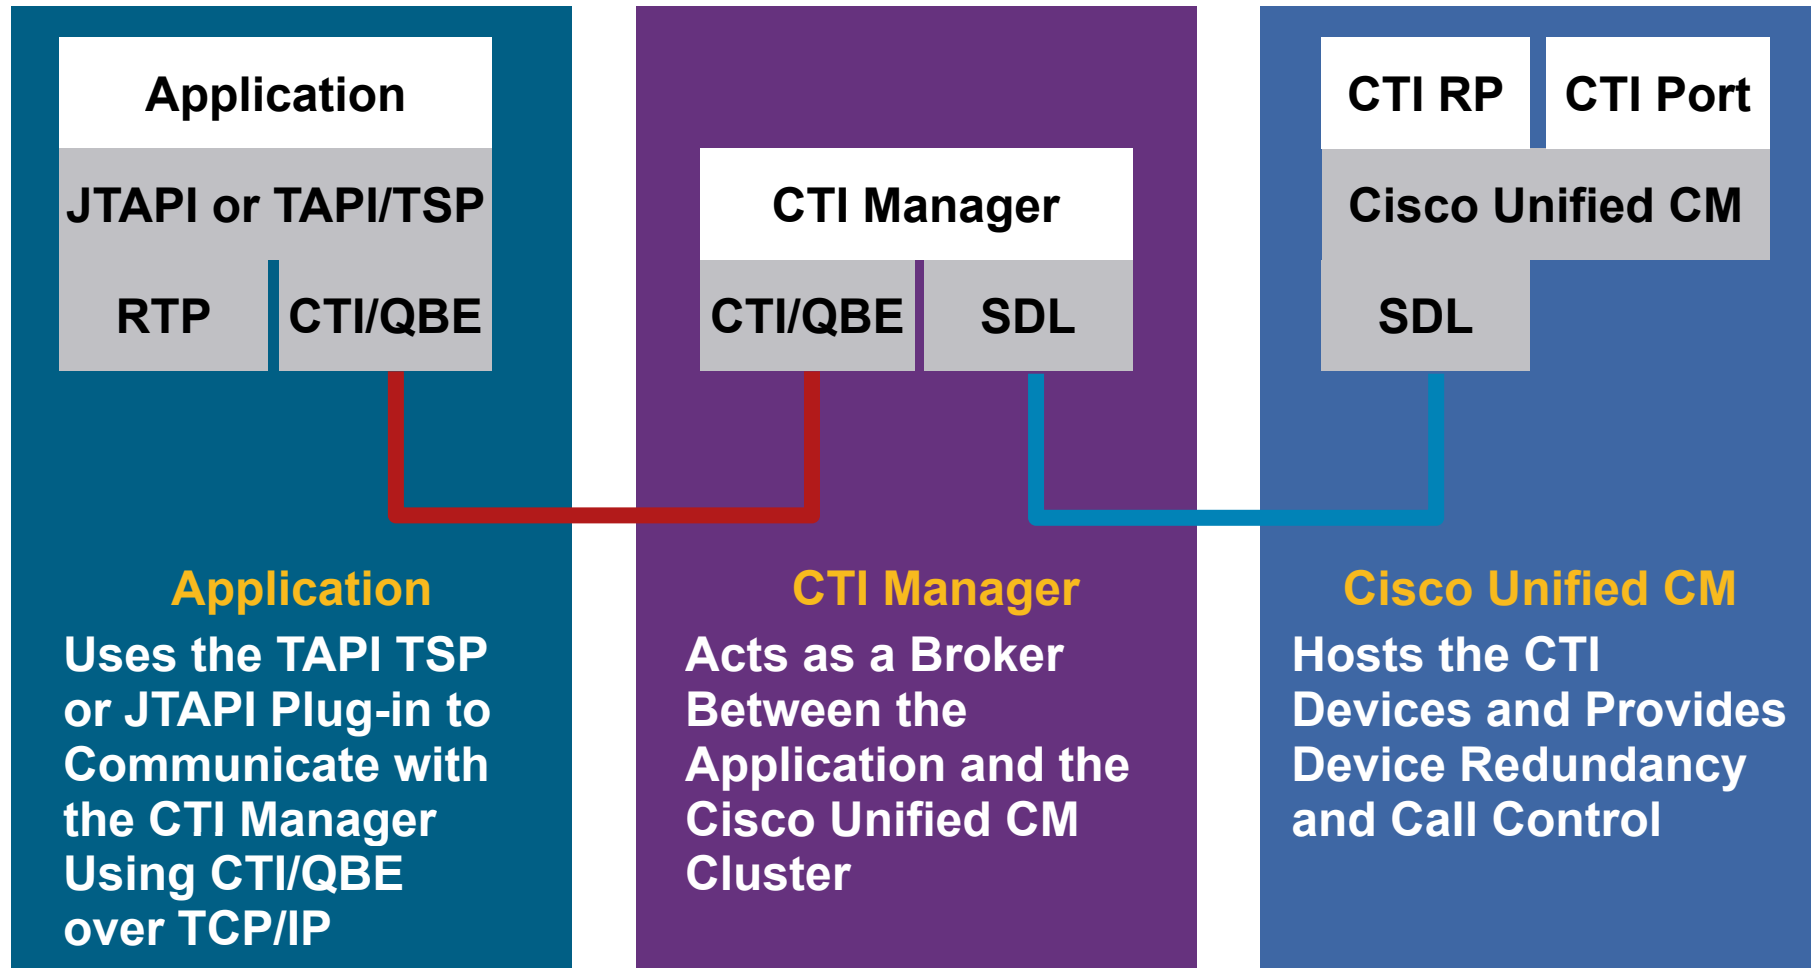 Application
JTAPI or TAPI/TSP
RTP
CTI/QBE
Application
Uses the TAPI TSP
or JTAPI Plug-in to
Communicate with
the CTI Manager
Using CTI/QBE
over TCP/IP
CTI Manager
CTI/QBE
SDL
CTI Manager
Acts as a Broker
Between the
Application and the
Cisco Unified CM
Cluster
CTI RP
CTI Port
Cisco Unified CM
SDL
Cisco Unified CM
Hosts the CTI
Devices and Provides
Device Redundancy
and Call Control